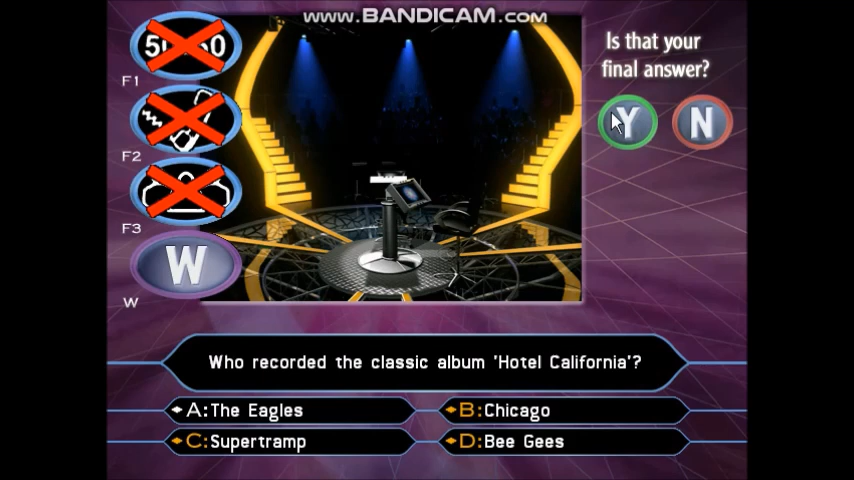 www.BANDICAM.com
Is that your
final answer?
Y
N
F1
F2
F3
W
W
Who recorded the classic album 'Hotel California'?
A:The Eagles
B:Chicago
C:Supertramp
D:Bee Gees